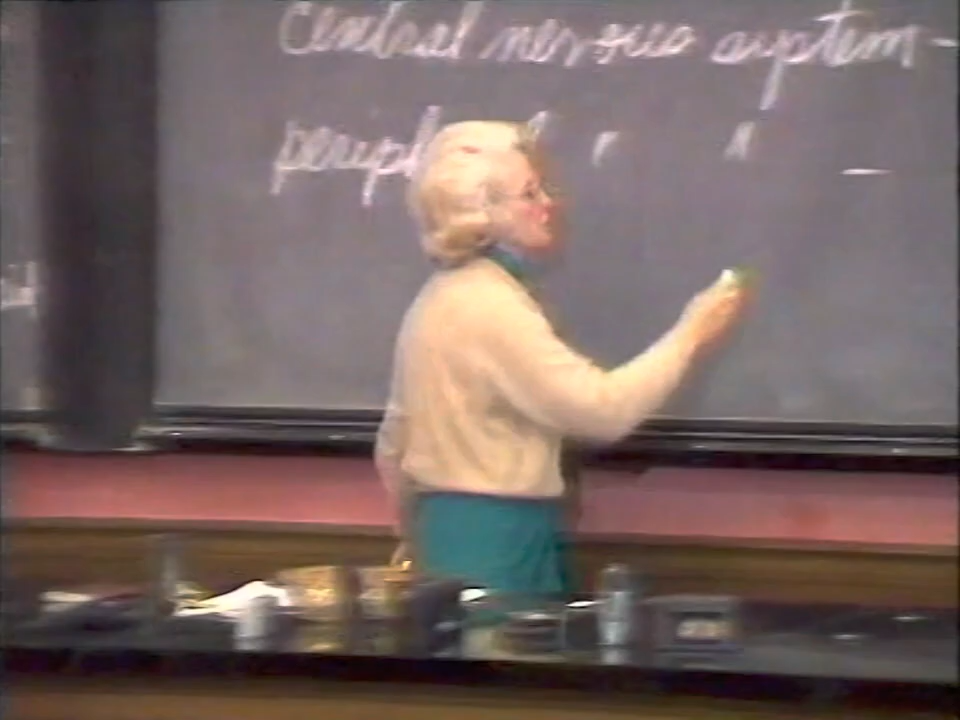 Central nervous system -
periph " " —